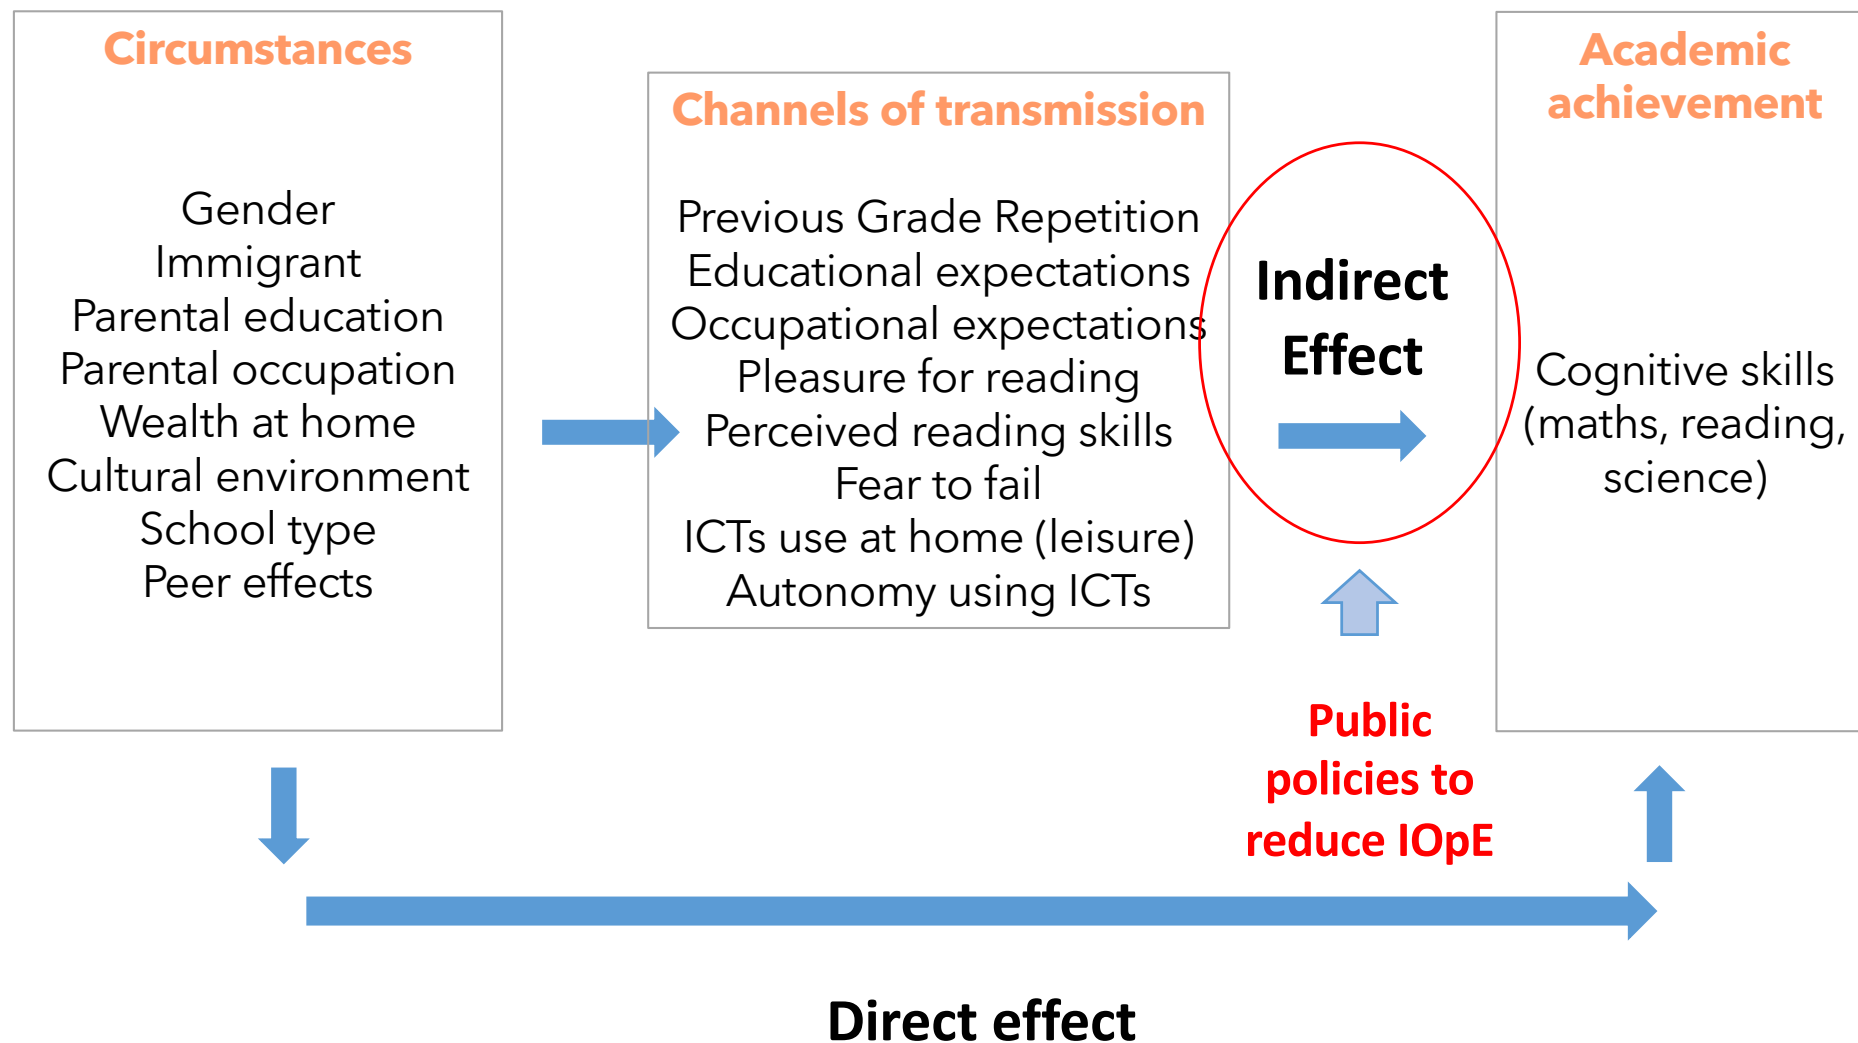 Circumstances
Gender
Immigrant
Parental education
Parental occupation
Wealth at home
Cultural environment
School type
Peer effects
Channels of transmission
Previous Grade Repetition
Educational expectations
Occupational expectations
Pleasure for reading
Perceived reading skills
Fear to fail
ICTs use at home (leisure)
Autonomy using ICTs
Indirect
Effect
Public
policies to
reduce IOpE
Academic
achievement
Cognitive skills
(maths, reading,
science)
Direct effect